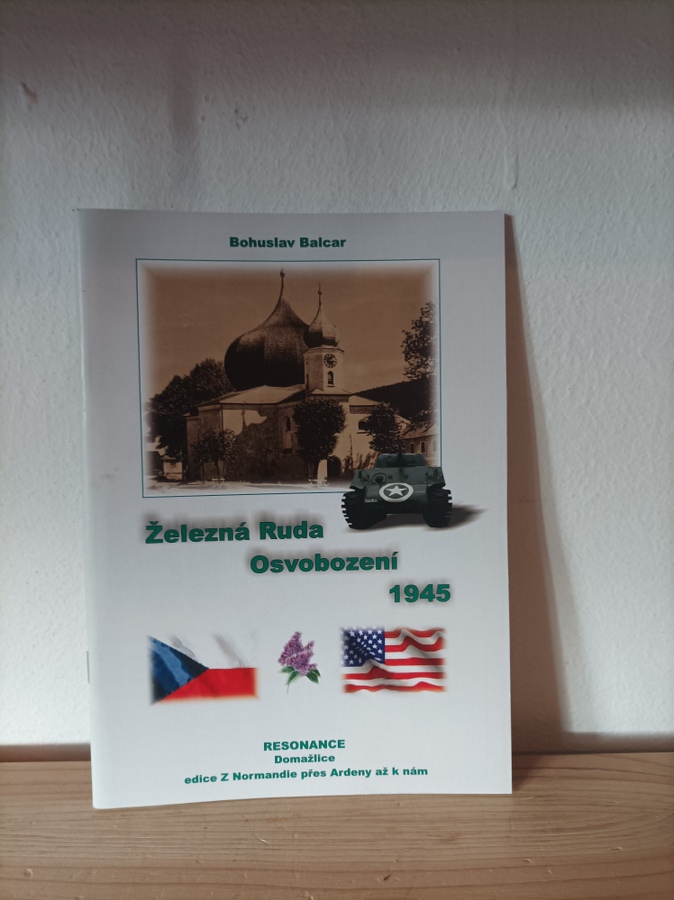 Bohuslav Balcar
Železná Ruda
Osvobození
1945
RESONANCE
Domažlice
edice Z Normandie přes Ardeny až k nám